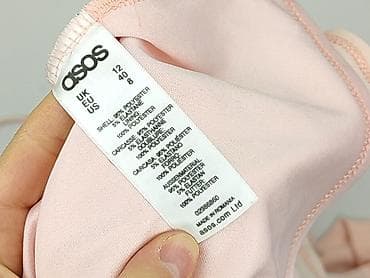 asos
UK 12
EU 40
US 8
SHELL: 95% POLYESTER
5% ELASTANE
LINING:
100% POLYESTER
CARCASSE: 95% POLYESTER
5% ELASTHANNE
DOUBLURE:
100% POLYESTER
CARCASA: 95% POLIÉSTER
5% ELASTANO
FORRO:
100% POLIÉSTER
AUSSENMATERIAL:
95% POLYESTER
5% ELASTAN
FUTTER:
100% POLYESTER
MADE IN ROMANIA
asos.com Ltd